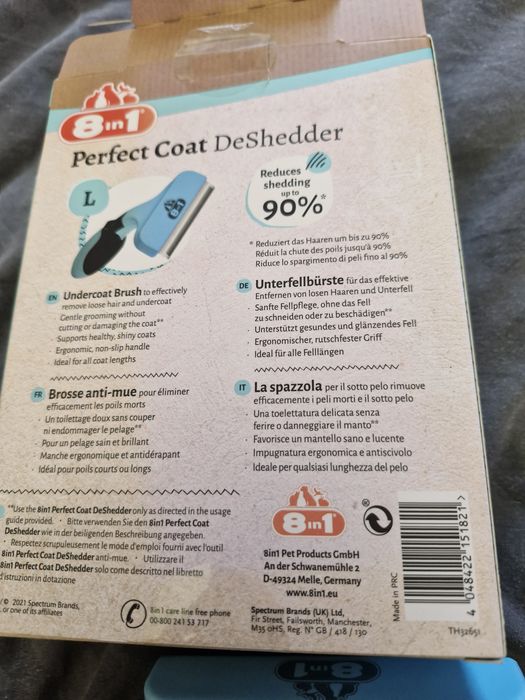 8in1
Perfect Coat DeShedder
L
8in1
Reduces
shedding
up to
90%*
* Reduziert das Haaren um bis zu 90%
Réduit la chute des poils jusqu'à 90%
Riduce lo spargimento di peli fino al 90%
EN Undercoat Brush to effectively
remove loose hair and undercoat
· Gentle grooming without
cutting or damaging the coat**
· Supports healthy, shiny coats
· Ergonomic, non-slip handle
· Ideal for all coat lengths
DE Unterfellbürste für das effektive
Entfernen von losen Haaren und Unterfell
· Sanfte Fellpflege, ohne das Fell
zu schneiden oder zu beschädigen**
· Unterstützt gesundes und glänzendes Fell
· Ergonomischer, rutschfester Griff
· Ideal für alle Felllängen
FR Brosse anti-mue pour éliminer
efficacement les poils morts
· Un toilettage doux sans couper
ni endommager le pelage**
· Pour un pelage sain et brillant
· Manche ergonomique et antidérapant
· Idéal pour poils courts ou longs
IT La spazzola per il sotto pelo rimuove
efficacemente i peli morti e il sotto pelo
· Una toelettatura delicata senza
ferire o danneggiare il manto**
· Favorisce un mantello sano e lucente
· Impugnatura ergonomica e antiscivolo
· Ideale per qualsiasi lunghezza del pelo
**Use the 8in1 Perfect Coat DeShedder only as directed in the usage
guide provided. · Bitte verwenden Sie den 8in1 Perfect Coat
DeShedder wie in der beiligenden Beschreibung angegeben.
· Respectez scrupuleusement le mode d'emploi fourni avec l'outil
8in1 Perfect Coat DeShedder anti-mue. · Utilizzare il
8in1 Perfect Coat DeShedder solo come descritto nel libretto
d'istruzioni in dotazione
© 2021 Spectrum Brands,
or one of its affiliates
8in1 care line free phone
00-800 241 53 717
8in1 ®
8in1 Pet Products GmbH
An der Schwanemühle 2
D-49324 Melle, Germany
www.8in1.eu
Spectrum Brands (UK) Ltd,
Fir Street, Failsworth, Manchester,
M35 0HS, Reg. N° GB / 418 / 130
Made in PRC
4 048422 151821 >
TH32651
8in1